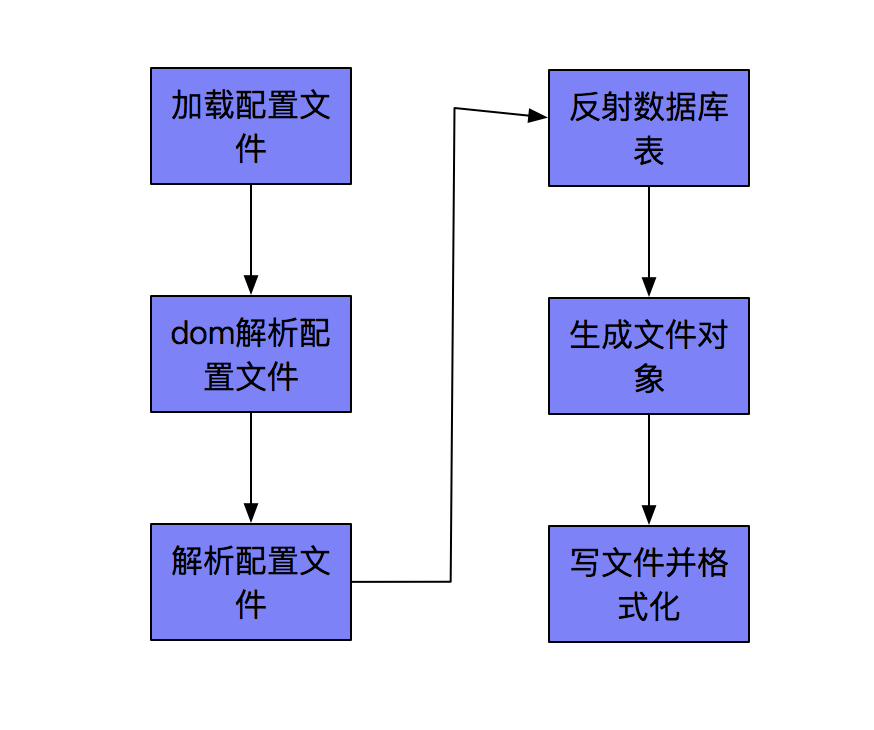 加载配置文
件
dom解析配
置文件
解析配置文
件
反射数据库
表
生成文件对
象
写文件并格
式化